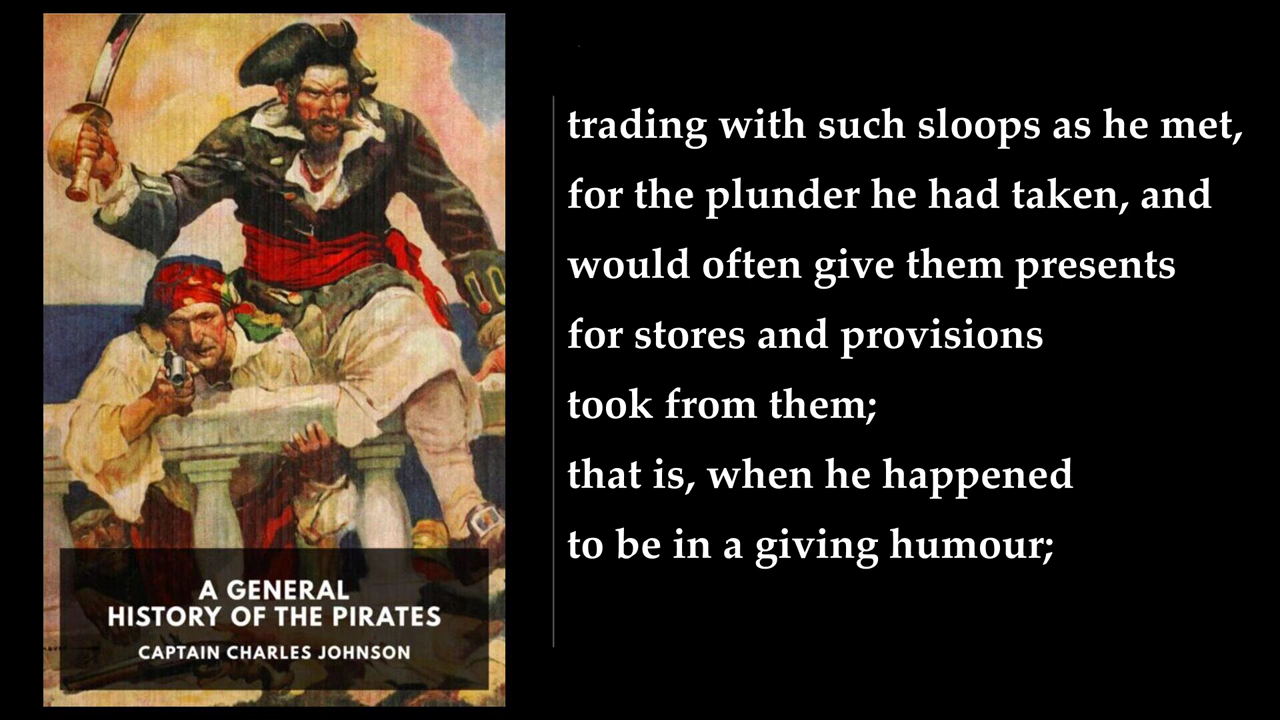 A GENERAL
HISTORY OF THE PIRATES
CAPTAIN CHARLES JOHNSON
trading with such sloops as he met,
for the plunder he had taken, and
would often give them presents
for stores and provisions
took from them;
that is, when he happened
to be in a giving humour;